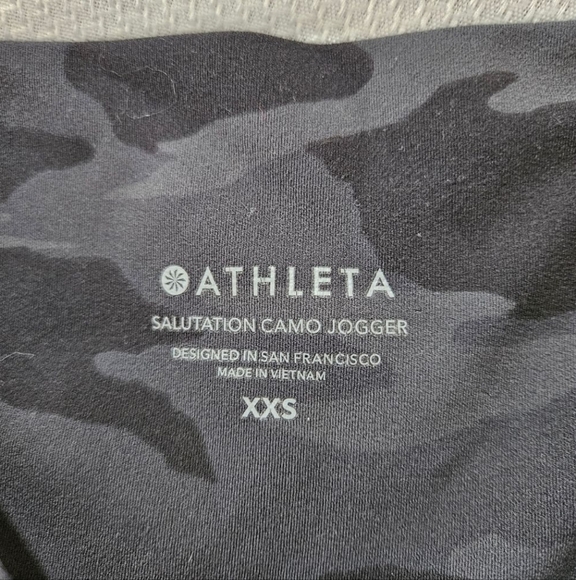 ATHLETA
SALUTATION CAMO JOGGER
DESIGNED IN SAN FRANCISCO
MADE IN VIETNAM
XXS